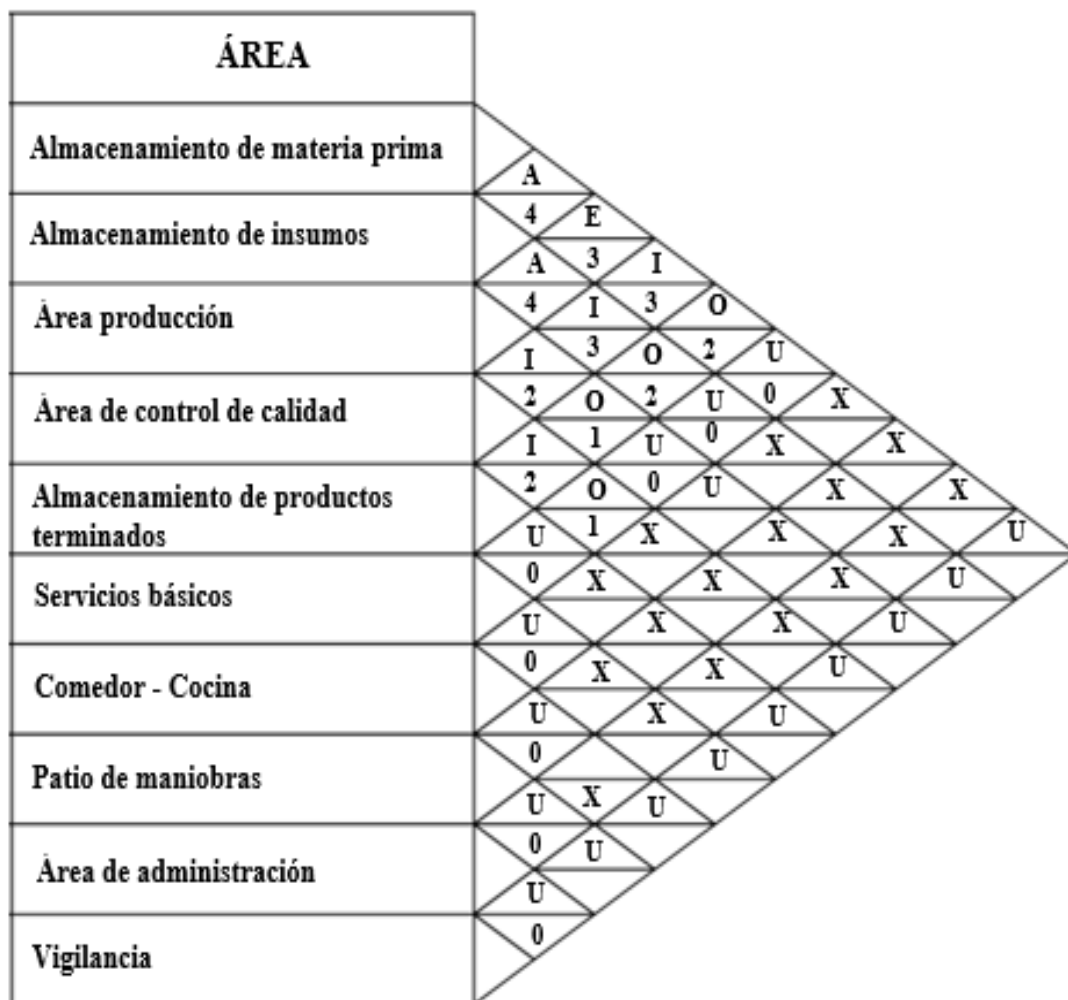 ÁREA
Almacenamiento de materia prima
A
4 E
Almacenamiento de insumos
A 3 I
4 I 3 O
Área producción
I 3 O 2 U
2 O 2 U 0 X
Área de control de calidad
I 1 U 0 X X
2 O 0 U X X
Almacenamiento de productos
terminados
U 1 X X X U
0 X X X U
Servicios básicos
U X X U
0 X X U
Comedor - Cocina
U X U
0 U
Patio de maniobras
U X U
0 U
Área de administración
U
0
Vigilancia